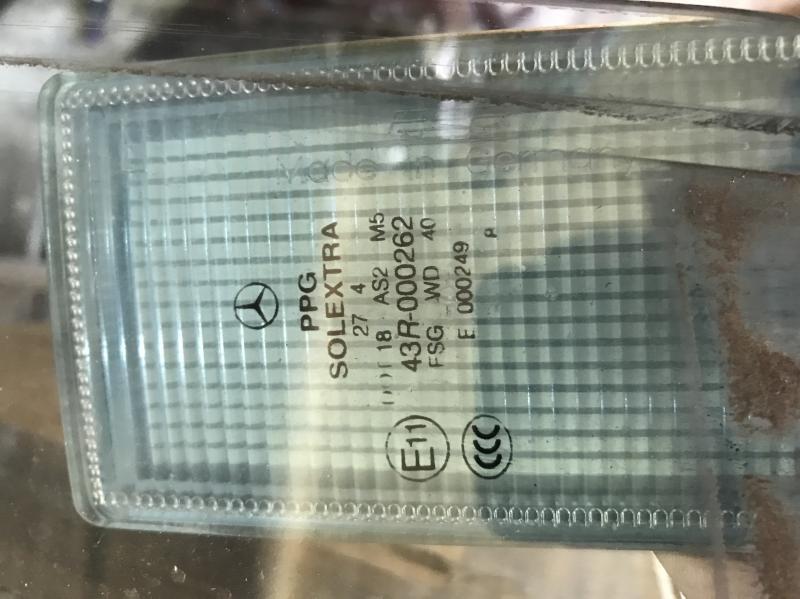 Made in Germany
PPG
SOLEXTRA
27 4
18 AS2 M5
E11 43R-000262
FSG WD 40
CCC E 000249